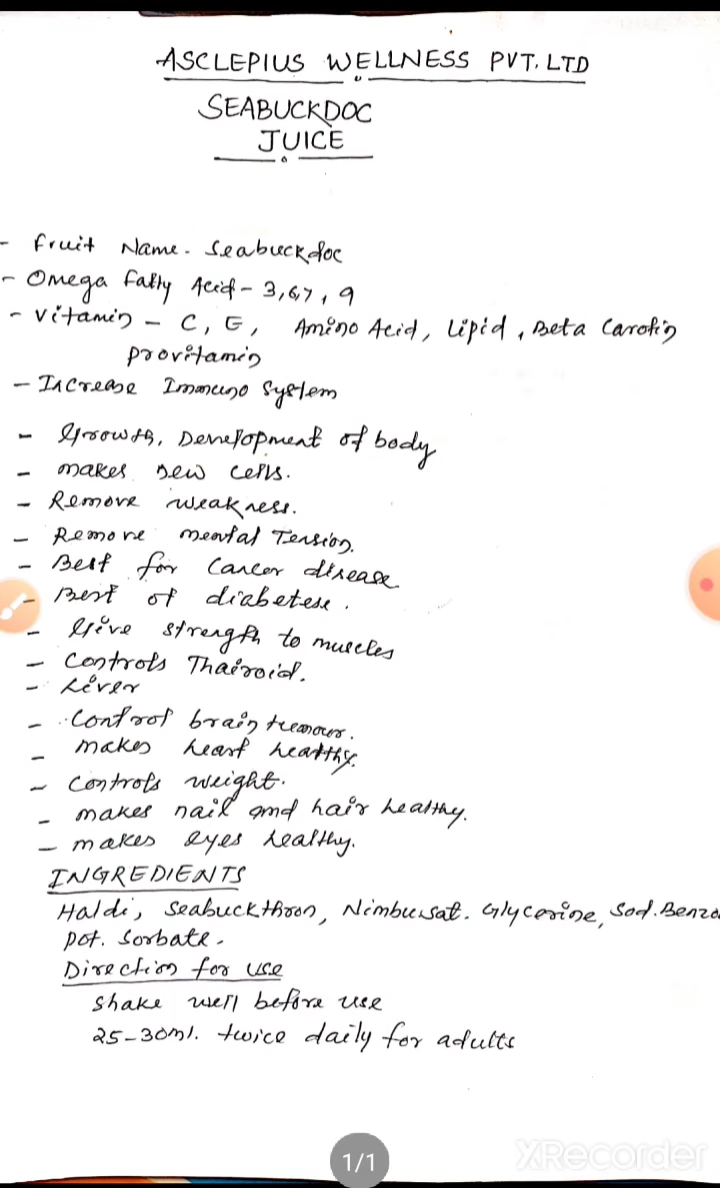 ASCLEPIUS WELLNESS PVT. LTD
SEABUCKDOC
JUICE
- Fruit Name - Seabuckdoc
- Omega Fatty Acid - 3,6,7,9
- Vitamin - C, E, Amino Acid, Lipid, Beta Carotin
provitamin
- Increase Immuno System
- Growth, Development of body
- makes new cells.
- Remove weakness.
- Remove mental Tension.
- Best for Cancer disease
- Best of diabetese.
- Give strength to muscles
- Controls Thairoid.
- Liver
- Control brain tumour.
- makes heart healthy.
- Controls weight.
- makes nail and hair healthy.
- makes eyes healthy.
INGREDIENTS
Haldi, Seabuckthron, Nimbusat. Glycerine, Sod. Benzo
Pot. Sorbate.
Direction for use
Shake well before use
25-30ml. twice daily for adults
1/1
XRecorder